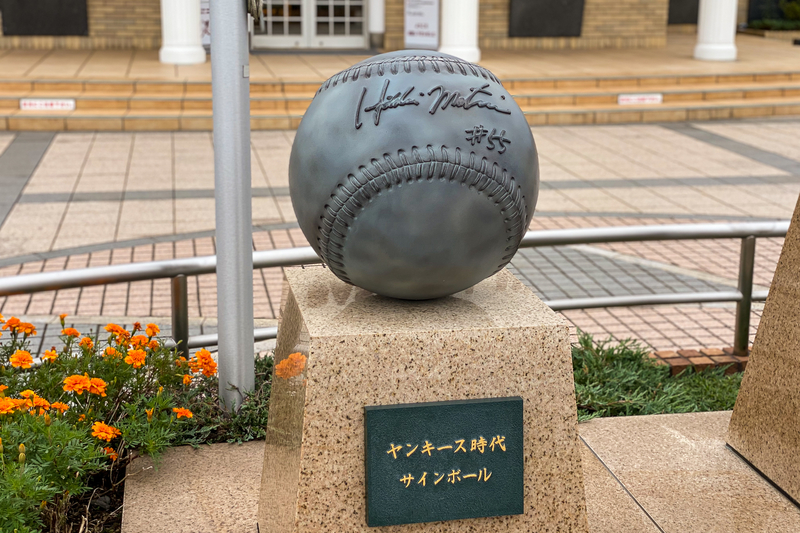 Hideki Matsui
#55
ヤンキース時代
サインボール